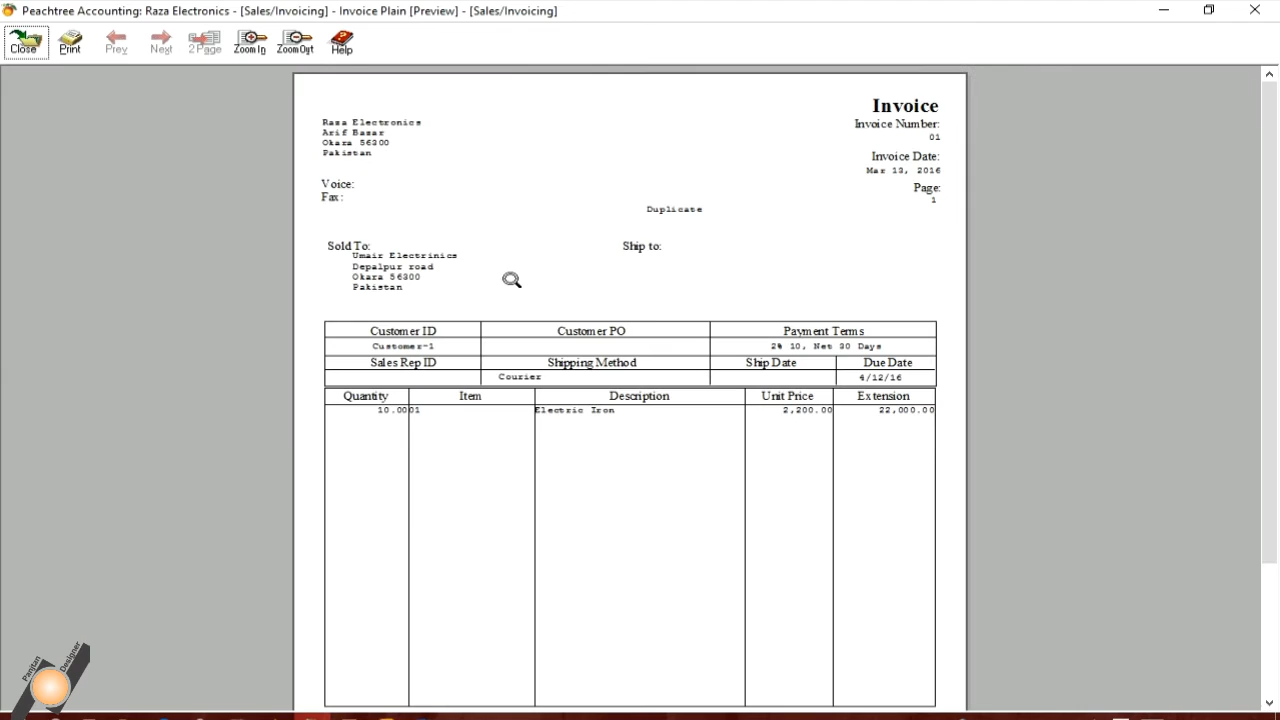 Peachtree Accounting: Raza Electronics - [Sales/Invoicing] - Invoice Plain [Preview] - [Sales/Invoicing]
Close Print Prev Next 2 Page Zoom In Zoom Out Help
Invoice
Raza Electronics
Arif Bazar
Okara 56300
Pakistan
Invoice Number:
01
Invoice Date:
Mar 13, 2016
Page:
1
Voice:
Fax:
Duplicate
Sold To:
Umair Electrinics
Depalpur road
Okara 56300
Pakistan
Ship to:
Customer ID Customer PO Payment Terms
Customer-1 2% 10, Net 30 Days
Sales Rep ID Shipping Method Ship Date Due Date
Courier 4/12/16
Quantity Item Description Unit Price Extension
10.00 01 Electric Iron 2,200.00 22,000.00
Panjtan
Designer